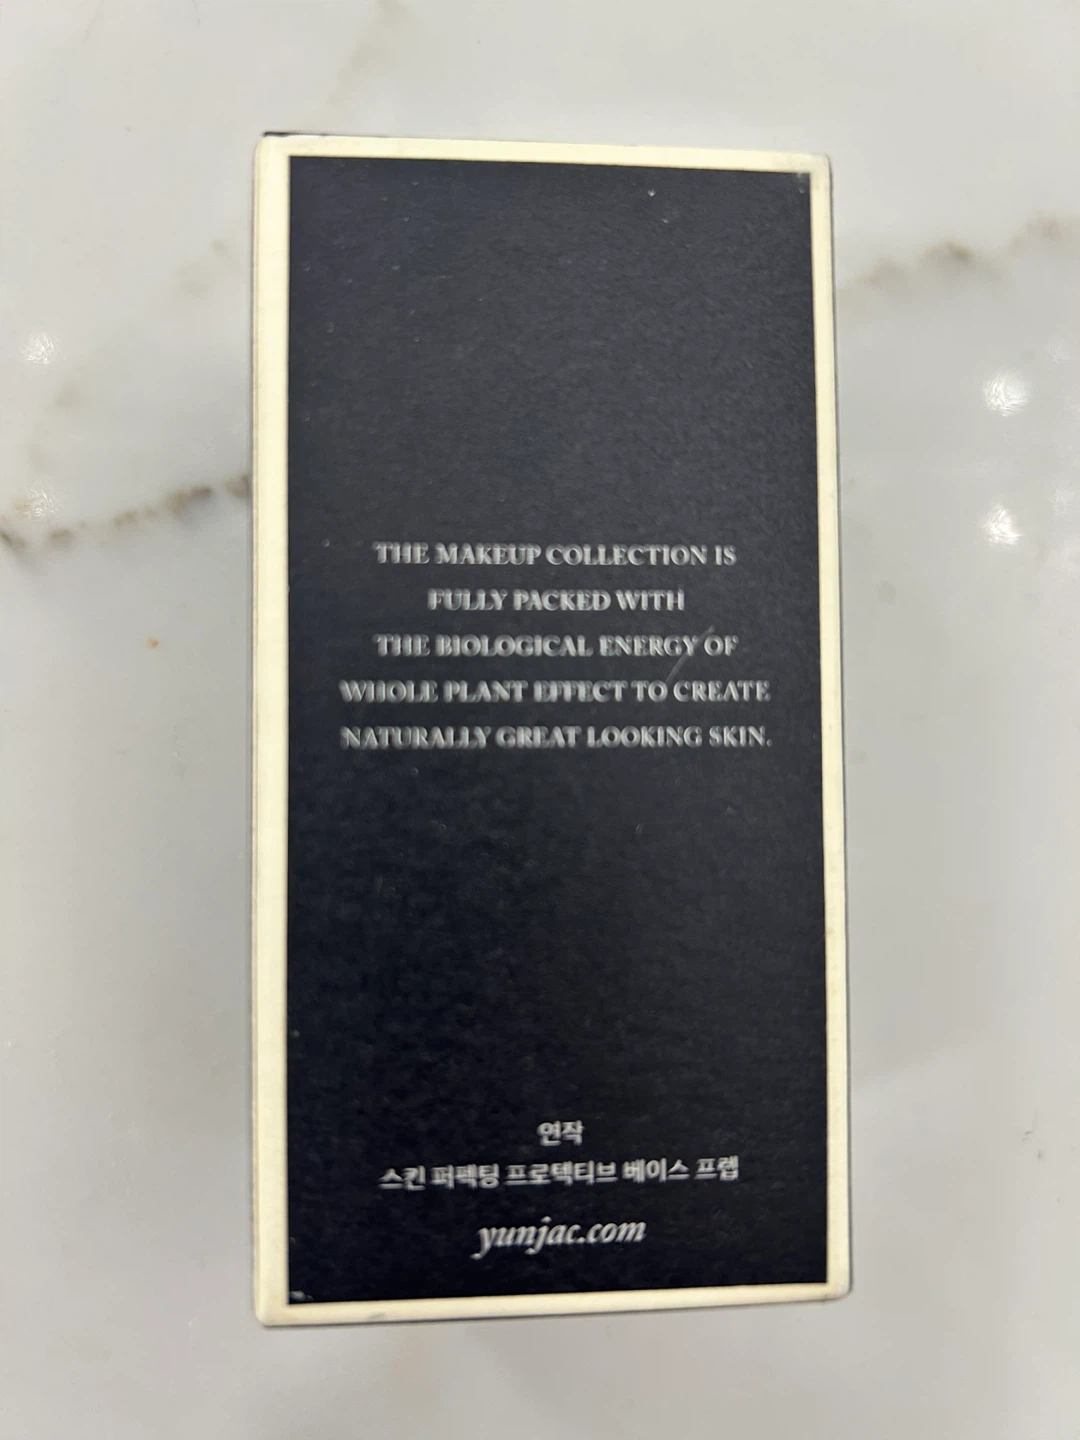 THE MAKEUP COLLECTION IS
FULLY PACKED WITH
THE BIOLOGICAL ENERGY OF
WHOLE PLANT EFFECT TO CREATE
NATURALLY GREAT LOOKING SKIN.
연작
스킨 퍼펙팅 프로텍티브 베이스 프렙
yunjac.com